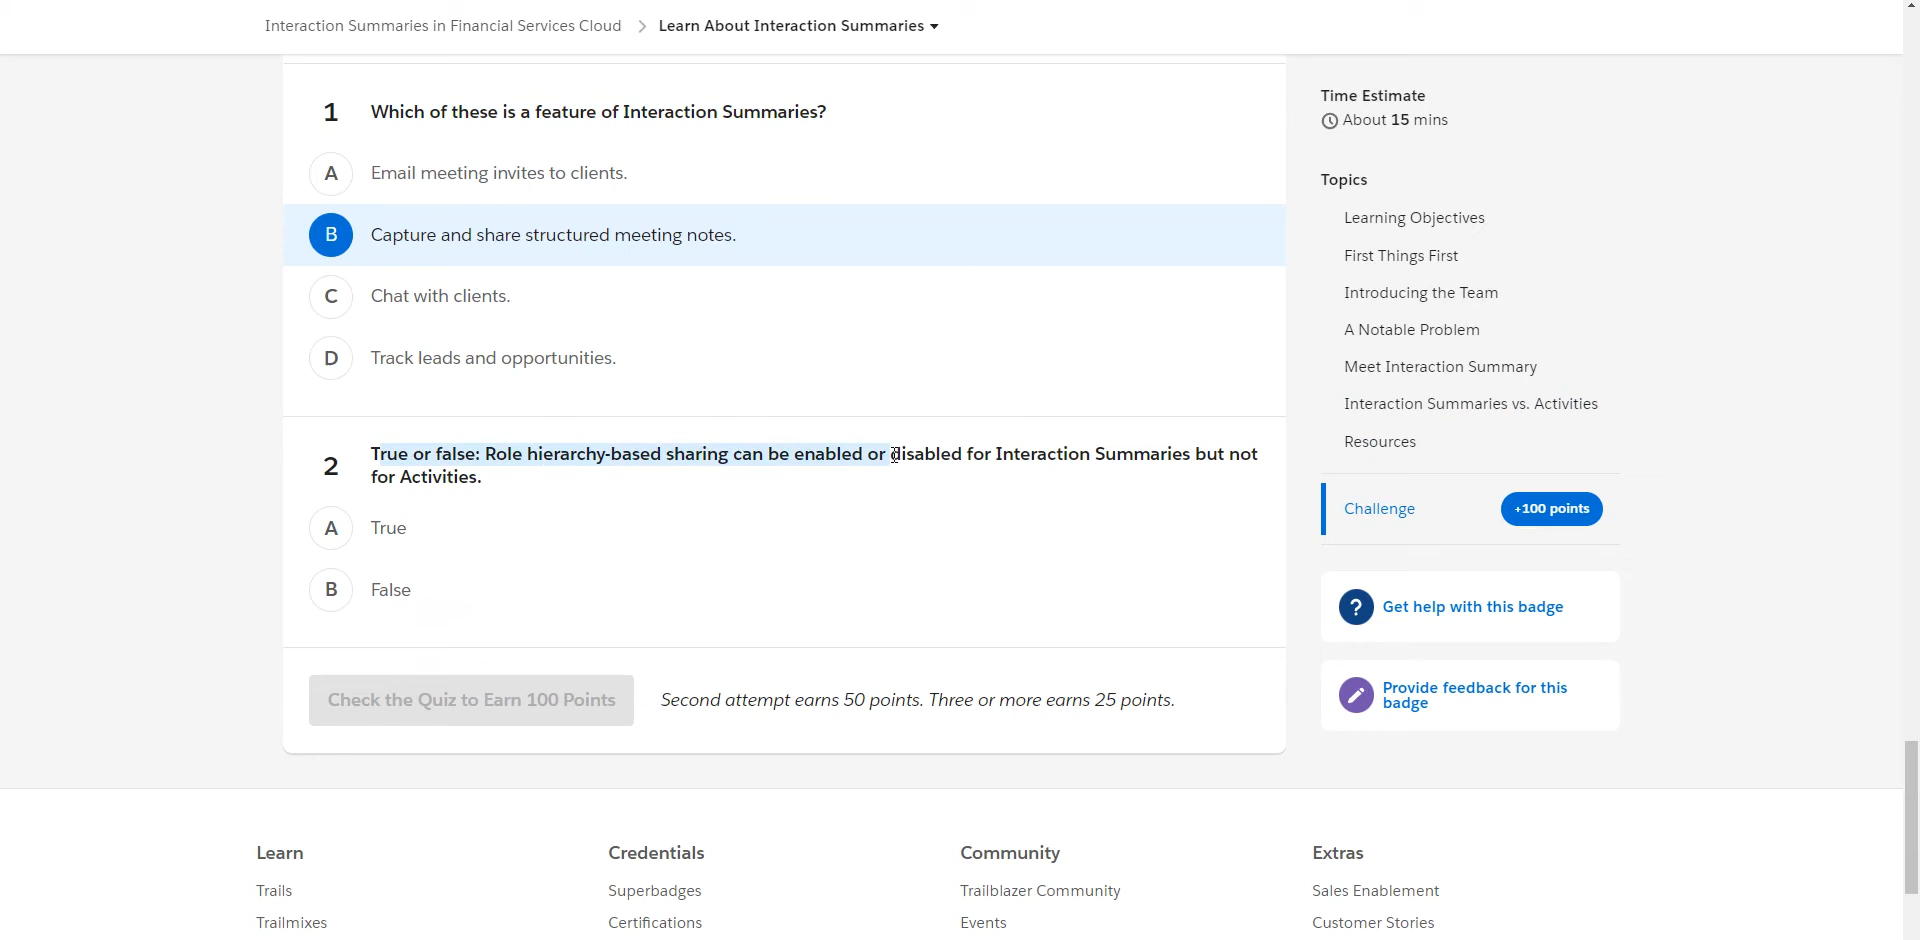 Interaction Summaries in Financial Services Cloud > Learn About Interaction Summaries
1 Which of these is a feature of Interaction Summaries?
A Email meeting invites to clients.
B Capture and share structured meeting notes.
C Chat with clients.
D Track leads and opportunities.
2 True or false: Role hierarchy-based sharing can be enabled or disabled for Interaction Summaries but not
for Activities.
A True
B False
Check the Quiz to Earn 100 Points Second attempt earns 50 points. Three or more earns 25 points.
Time Estimate
About 15 mins
Topics
Learning Objectives
First Things First
Introducing the Team
A Notable Problem
Meet Interaction Summary
Interaction Summaries vs. Activities
Resources
Challenge +100 points
? Get help with this badge
Provide feedback for this
badge
Learn Credentials Community Extras
Trails Superbadges Trailblazer Community Sales Enablement
Trailmixes Certifications Events Customer Stories